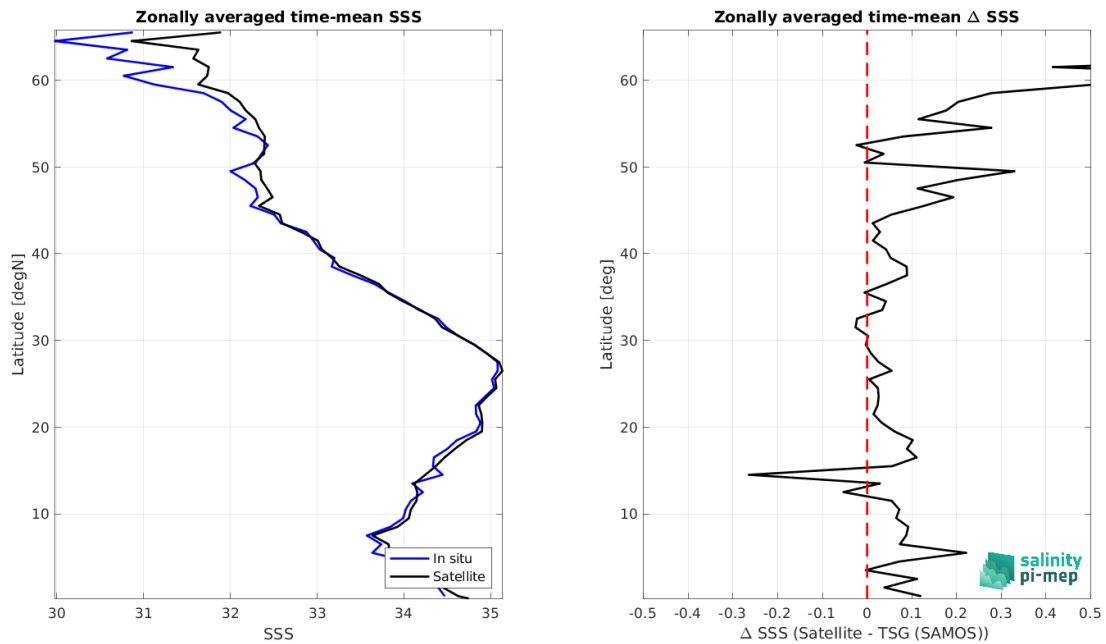 Zonally averaged time-mean SSS
60
50
40
30
20
10
Latitude [degN]
30
31
32
33
34
35
SSS
In situ
Satellite
Zonally averaged time-mean Δ SSS
60
50
40
30
20
10
Latitude [deg]
-0.5
-0.4
-0.3
-0.2
-0.1
0
0.1
0.2
0.3
0.4
0.5
Δ SSS (Satellite - TSG (SAMOS))
salinity
pi-mep